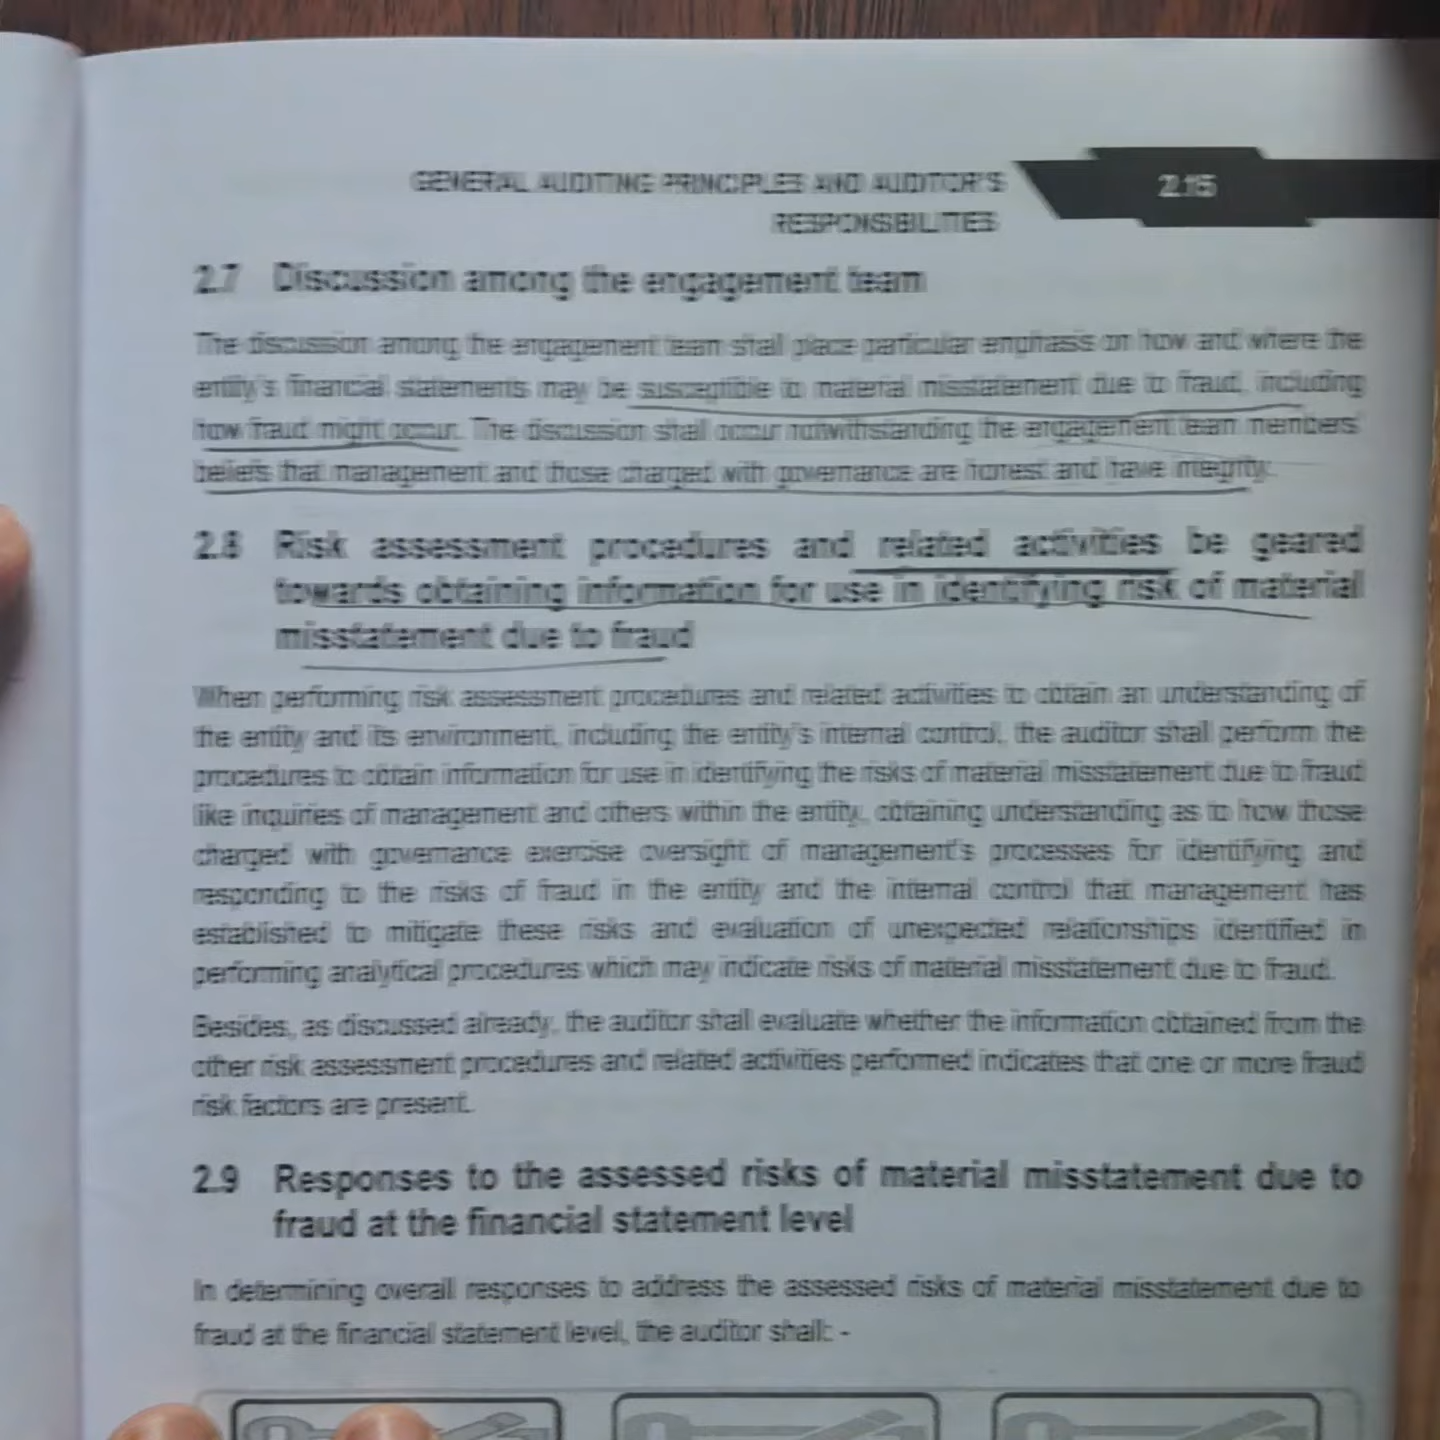 GENERAL AUDITING PRINCIPLES AND AUDITOR'S
RESPONSIBILITIES
2.15
2.7 Discussion among the engagement team
The discussion among the engagement team shall place particular emphasis on how and where the
entity's financial statements may be susceptible to material misstatement due to fraud, including
how fraud might occur. The discussion shall occur notwithstanding the engagement team members'
beliefs that management and those charged with governance are honest and have integrity.
2.8 Risk assessment procedures and related activities be geared
towards obtaining information for use in identifying risk of material
misstatement due to fraud
When performing risk assessment procedures and related activities to obtain an understanding of
the entity and its environment, including the entity's internal control, the auditor shall perform the
procedures to obtain information for use in identifying the risks of material misstatement due to fraud
like inquiries of management and others within the entity, obtaining understanding as to how those
charged with governance exercise oversight of management's processes for identifying and
responding to the risks of fraud in the entity and the internal control that management has
established to mitigate these risks and evaluation of unexpected relationships identified in
performing analytical procedures which may indicate risks of material misstatement due to fraud.
Besides, as discussed already, the auditor shall evaluate whether the information obtained from the
other risk assessment procedures and related activities performed indicates that one or more fraud
risk factors are present.
2.9 Responses to the assessed risks of material misstatement due to
fraud at the financial statement level
In determining overall responses to address the assessed risks of material misstatement due to
fraud at the financial statement level, the auditor shall: -